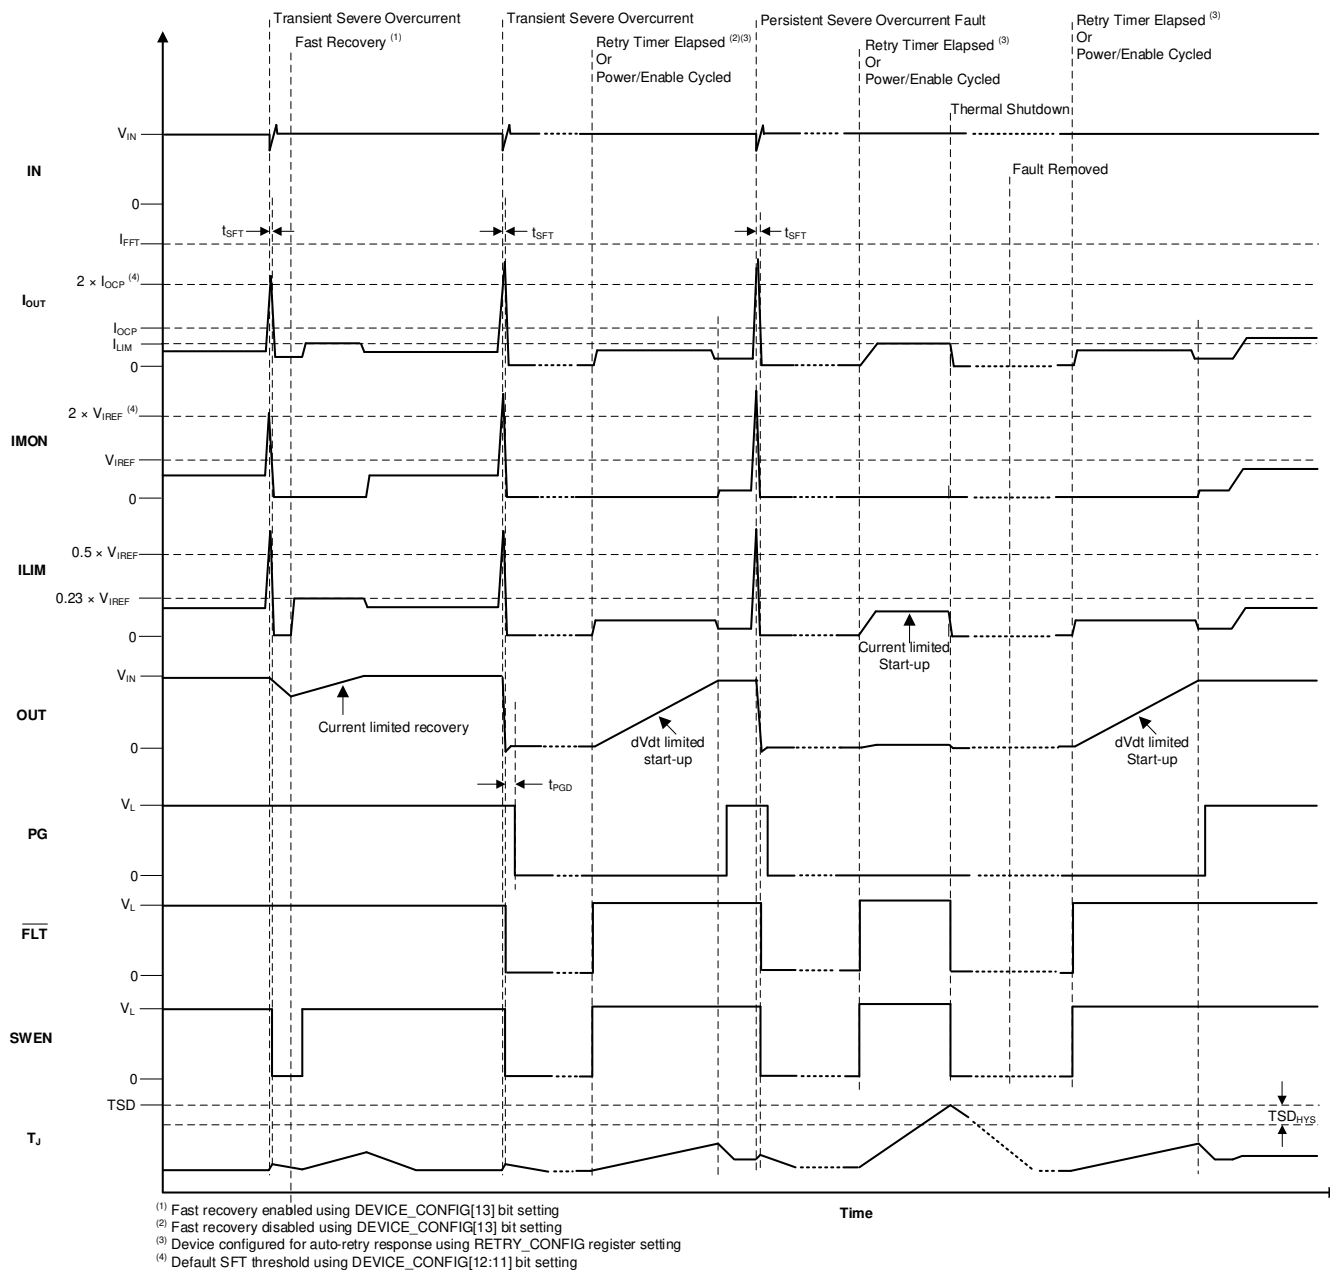 Transient Severe Overcurrent
Transient Severe Overcurrent
Persistent Severe Overcurrent Fault
Retry Timer Elapsed (3)
Or
Power/Enable Cycled
Fast Recovery (1)
Retry Timer Elapsed (2)(3)
Or
Power/Enable Cycled
Retry Timer Elapsed (3)
Or
Power/Enable Cycled
Thermal Shutdown
Fault Removed
VIN
IN
0
tSFT
tSFT
tSFT
IFFT
2 × IOCP (4)
IOUT
IOCP
ILIM
0
2 × VIREF (4)
IMON
VIREF
0
0.5 × VIREF
ILIM
0.23 × VIREF
0
Current limited
Start-up
VIN
OUT
Current limited recovery
dVdt limited
start-up
dVdt limited
Start-up
0
tPGD
VL
PG
0
VL
FLT
0
VL
SWEN
0
TSD
TSDHYS
TJ
Time
(1) Fast recovery enabled using DEVICE_CONFIG[13] bit setting
(2) Fast recovery disabled using DEVICE_CONFIG[13] bit setting
(3) Device configured for auto-retry response using RETRY_CONFIG register setting
(4) Default SFT threshold using DEVICE_CONFIG[12:11] bit setting